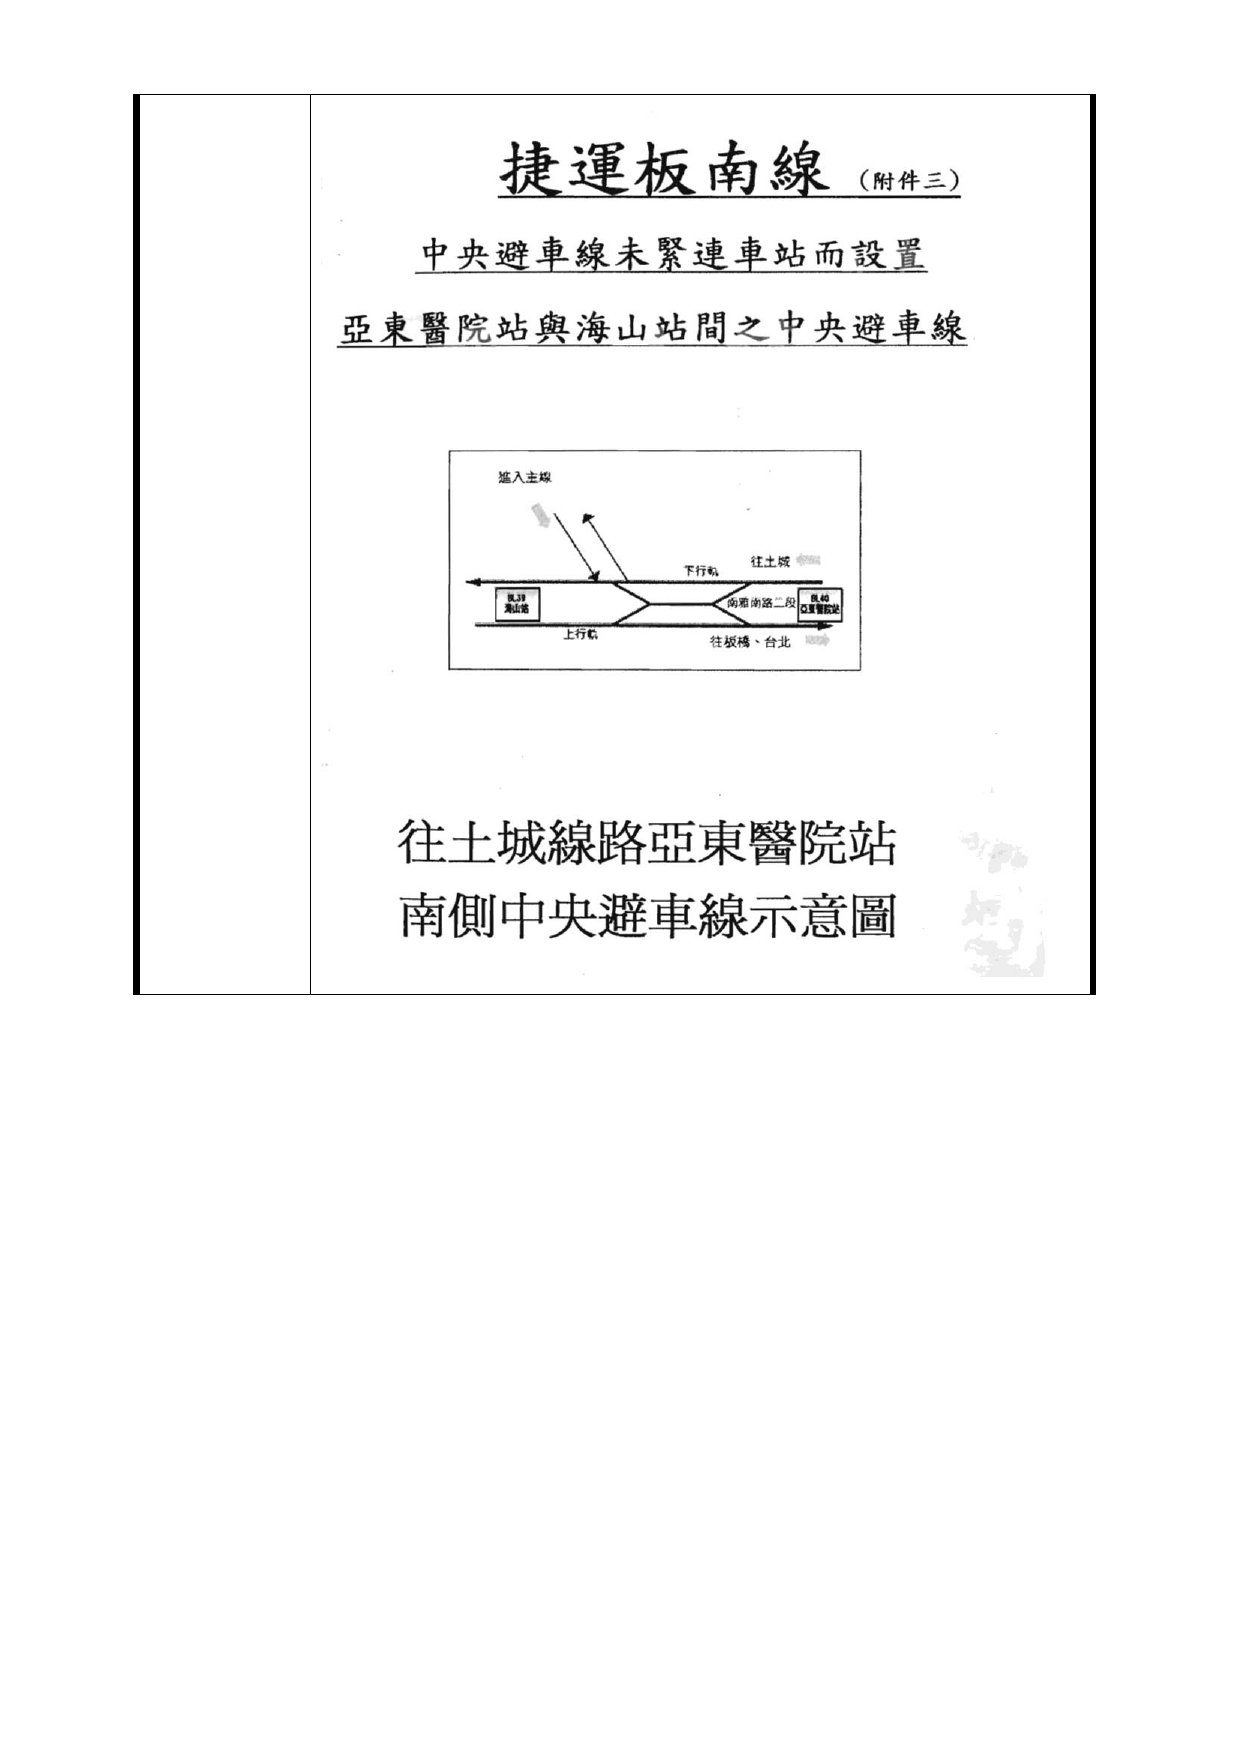 捷運板南線（附件三）
中央避車線未緊連車站而設置
亞東醫院站與海山站間之中央避車線
進入主線
往土城
下行軌
BL39
海山站
南雅南路二段
BL40
亞東醫院站
上行軌
往板橋、台北
往土城線路亞東醫院站
南側中央避車線示意圖